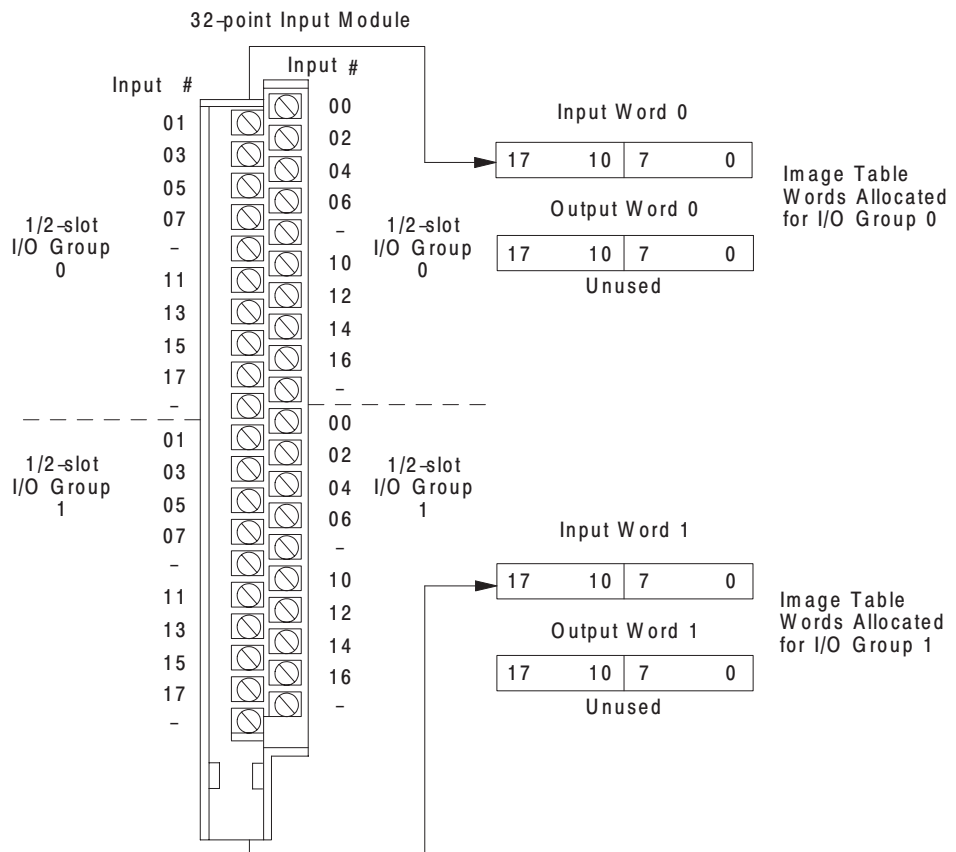 32-point Input Module
Input #
Input #
01
03
05
07
-
11
13
15
17
-
01
03
05
07
-
11
13
15
17
-
00
02
04
06
-
10
12
14
16
-
00
02
04
06
-
10
12
14
16
-
1/2-slot
I/O Group
0
1/2-slot
I/O Group
0
1/2-slot
I/O Group
1
1/2-slot
I/O Group
1
Input Word 0
17 10 7 0
Output Word 0
17 10 7 0
Unused
Image Table
Words Allocated
for I/O Group 0
Input Word 1
17 10 7 0
Output Word 1
17 10 7 0
Unused
Image Table
Words Allocated
for I/O Group 1